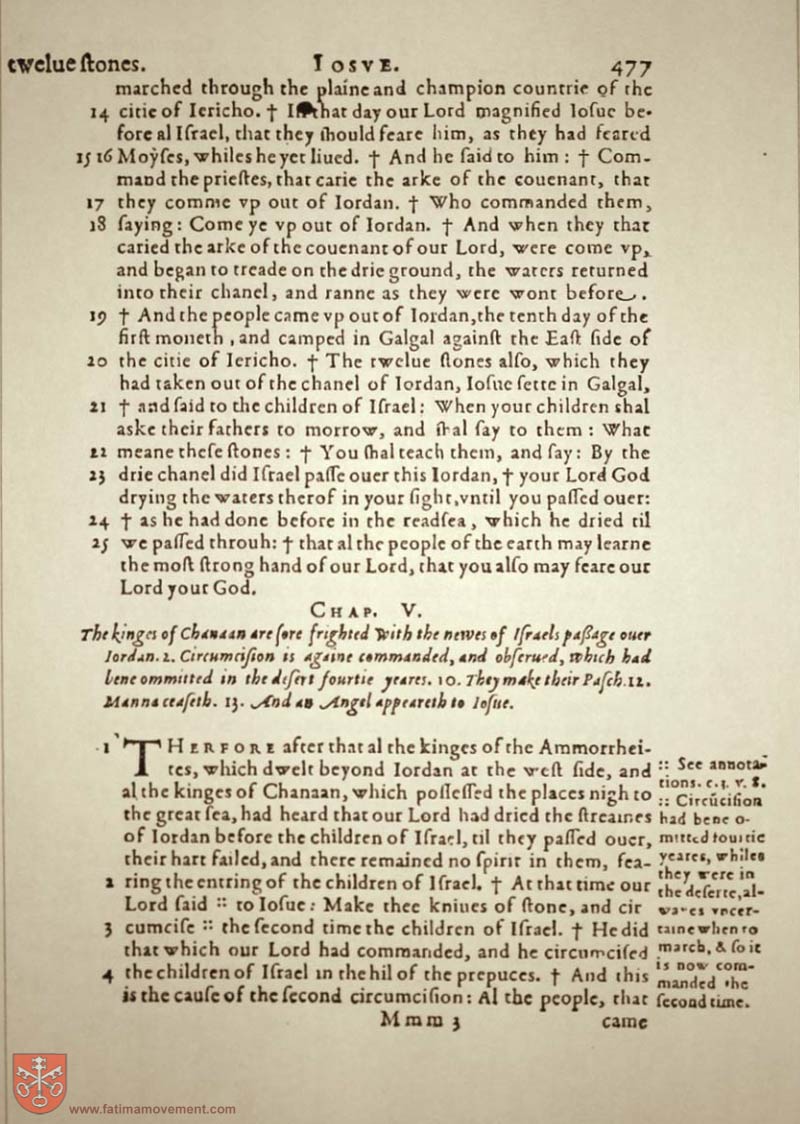 twelue ſtones. IOSVE. 477
marched through the plaine and champion countrie of the
14 citie of Iericho. † In that day our Lord magnified Ioſue be-
fore al Iſrael, that they ſhould feare him, as they had feared
15 16 Moyſes, whiles he yet liued. † And he ſaid to him : † Com-
mand the prieſtes, that carie the arke of the couenant, that
17 they comme vp out of Iordan. † Who commanded them,
18 ſaying: Come ye vp out of Iordan. † And when they that
caried the arke of the couenant of our Lord, were come vp,
and began to treade on the drie ground, the waters returned
into their chanel, and ranne as they were wont before.
19 † And the people came vp out of Iordan, the tenth day of the
firſt moneth, and camped in Galgal againſt the Eaſt ſide of
20 the citie of Iericho. † The twelue ſtones alſo, which they
had taken out of the chanel of Iordan, Ioſue ſette in Galgal,
21 † and ſaid to the children of Iſrael: When your children ſhal
aske their fathers to morrow, and ſhal ſay to them : What
22 meane theſe ſtones : † You ſhal teach them, and ſay: By the
23 drie chanel did Iſrael paſſe ouer this Iordan, † your Lord God
drying the waters therof in your ſight, vntil you paſſed ouer:
24 † as he had done before in the readſea, which he dried til
25 we paſſed throuh: † that al the people of the earth may learne
the moſt ſtrong hand of our Lord, that you alſo may feare our
Lord your God.
CHAP. V.
The kinges of Chanaan are ſore frighted with the newes of Iſraels paßage ouer
Iordan. 2. Circumciſion is againe commanded, and obſerued, which had
bene ommitted in the deſert fourtie yeares. 10. They make their Paſch. 12.
Manna ceaſeth. 13. And an Angel appeareth to Ioſue.
1 THERFORE after that al the kinges of the Ammorrhei-
tes, which dwelt beyond Iordan at the weſt ſide, and
al the kinges of Chanaan, which poſſeſſed the places nigh to
the great ſea, had heard that our Lord had dried the ſtreames
of Iordan before the children of Iſrael, til they paſſed ouer,
their hart failed, and there remained no ſpirit in them, fea-
2 ring the entring of the children of Iſrael. † At that time our
Lord ſaid :: to Ioſue: Make thee kniues of ſtone, and cir
3 cumciſe :: the ſecond time the children of Iſrael. † He did
that which our Lord had commanded, and he circumciſed
4 the children of Iſrael in the hil of the prepuces. † And this
is the cauſe of the ſecond circumciſion: Al the people, that
Mmm 3 came
:: See annota-
tions. c. 5. v. 8.
:: Circúciſion
had bene o-
mitted fourtie
yeares, whiles
they were in
the deſerte, al-
wayes vncer-
taine when to
march, & ſo it
is now com-
manded the
ſecond time.
www.fatimamovement.com